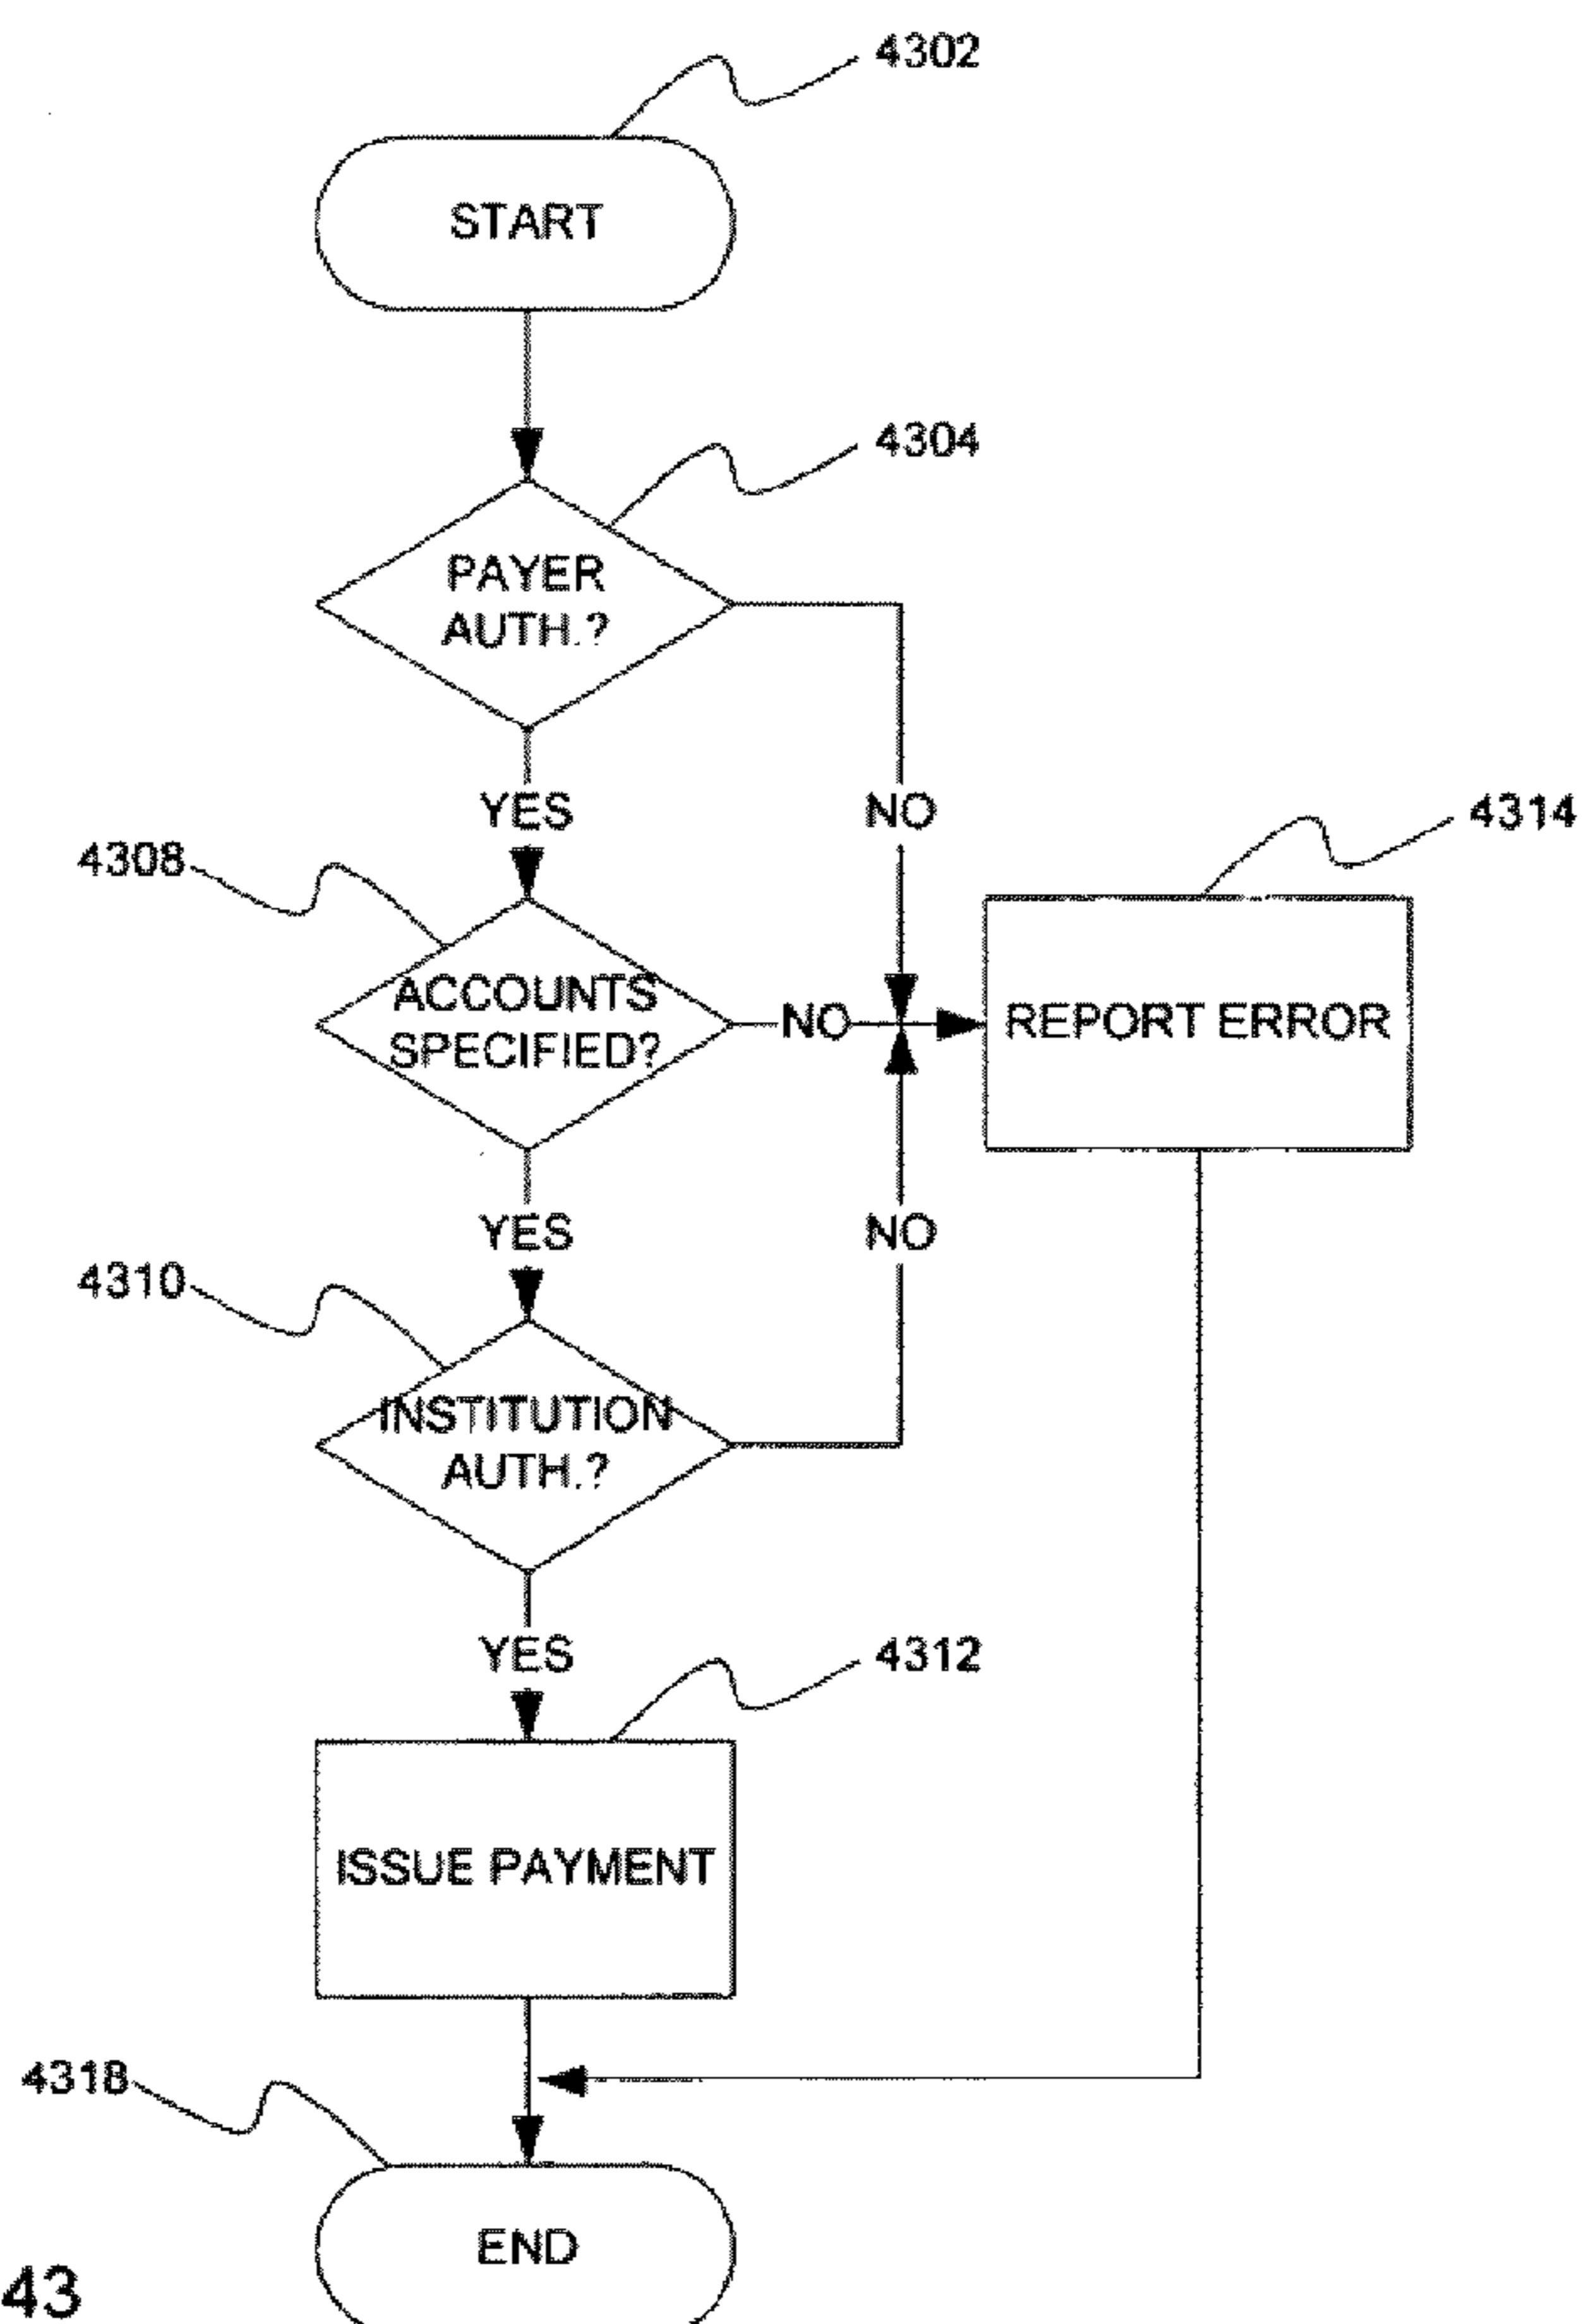 4302
START
4304
PAYER
AUTH.?
YES
NO
4314
4308
ACCOUNTS
SPECIFIED?
NO
REPORT ERROR
YES
NO
4310
INSTITUTION
AUTH.?
YES
4312
ISSUE PAYMENT
4318
END
43